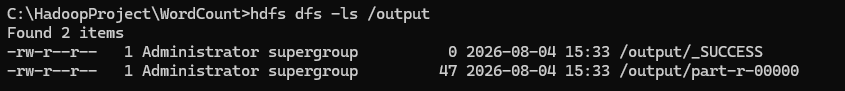 C:\HadoopProject\WordCount>hdfs dfs -ls /output
Found 2 items
-rw-r--r--   1 Administrator supergroup          0 2026-08-04 15:33 /output/_SUCCESS
-rw-r--r--   1 Administrator supergroup         47 2026-08-04 15:33 /output/part-r-00000